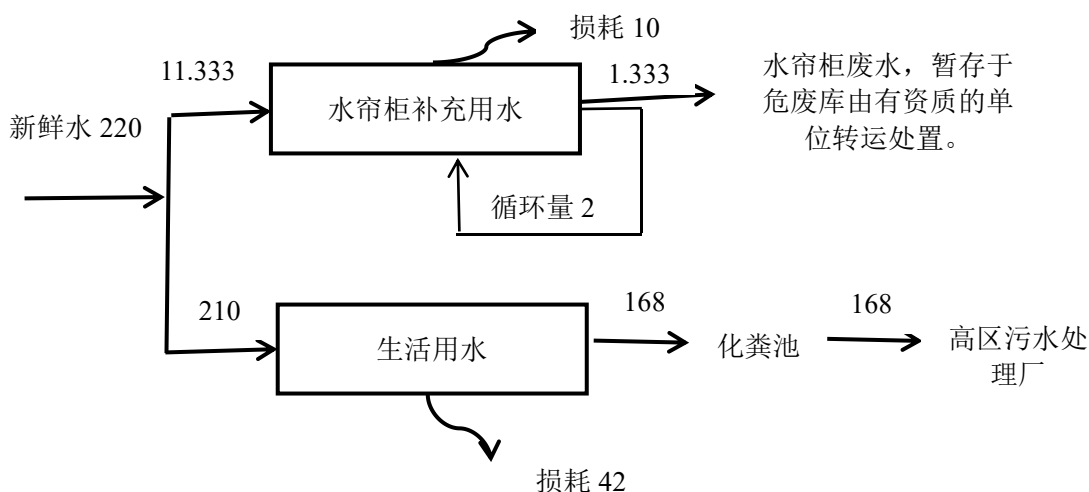 损耗 10
11.333
1.333
水帘柜废水，暂存于
危废库由有资质的单
位转运处置。
水帘柜补充用水
新鲜水 220
循环量 2
210
168
168
生活用水
化粪池
高区污水处
理厂
损耗 42